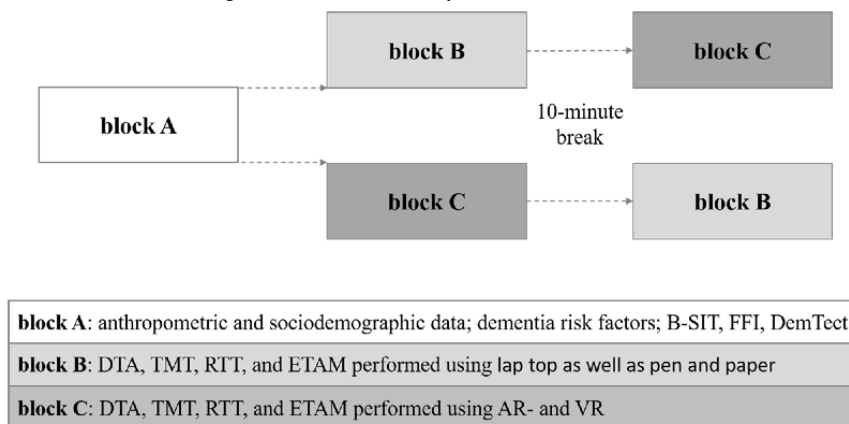 block B
block C
block A
10-minute
break
block C
block B
block A: anthropometric and sociodemographic data; dementia risk factors; B-SIT, FFI, DemTect
block B: DTA, TMT, RTT, and ETAM performed using lap top as well as pen and paper
block C: DTA, TMT, RTT, and ETAM performed using AR- and VR